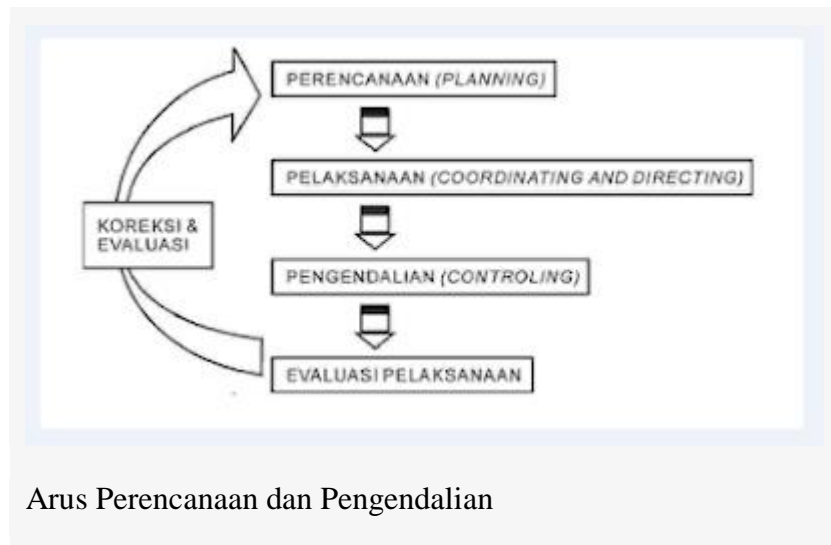 PERENCANAAN (PLANNING)
PELAKSANAAN (COORDINATING AND DIRECTING)
KOREKSI &
EVALUASI
PENGENDALIAN (CONTROLING)
EVALUASI PELAKSANAAN
Arus Perencanaan dan Pengendalian